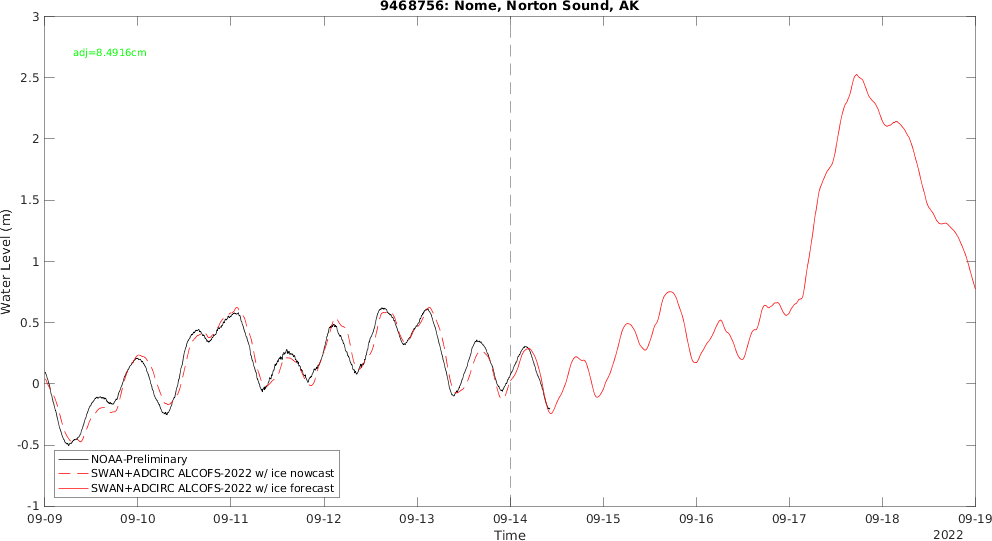 9468756: Nome, Norton Sound, AK
adj=8.4916cm
Water Level (m)
3
2.5
2
1.5
1
0.5
0
-0.5
-1
NOAA-Preliminary
SWAN+ADCIRC ALCOFS-2022 w/ ice nowcast
SWAN+ADCIRC ALCOFS-2022 w/ ice forecast
09-09 09-10 09-11 09-12 09-13 09-14 09-15 09-16 09-17 09-18 09-19
Time
2022